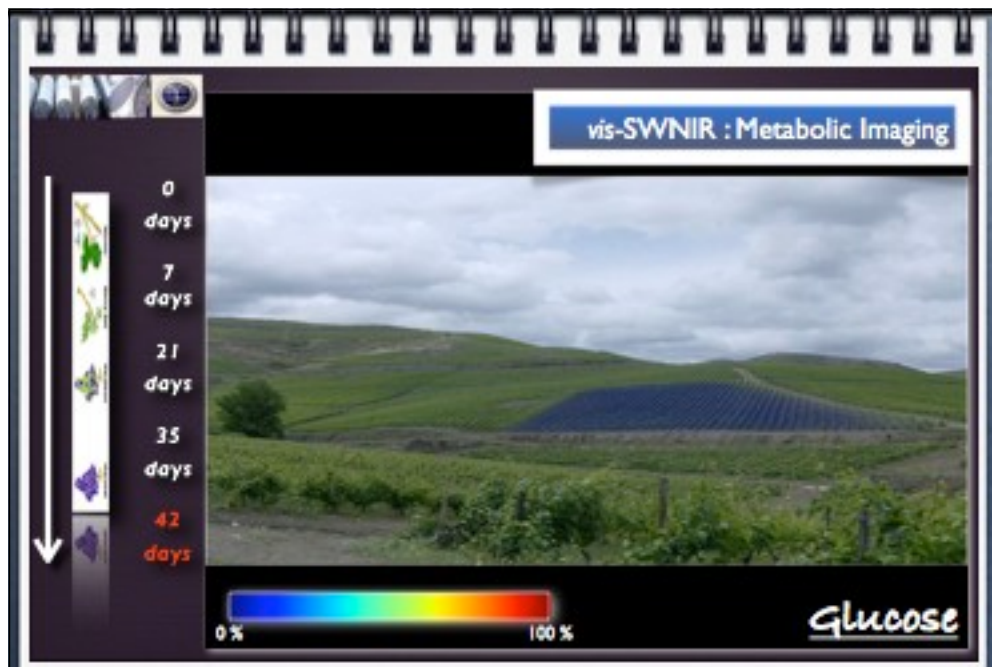 vis-SWNIR : Metabolic Imaging
0
days
7
days
21
days
35
days
42
days
0 %
100 %
Glucose